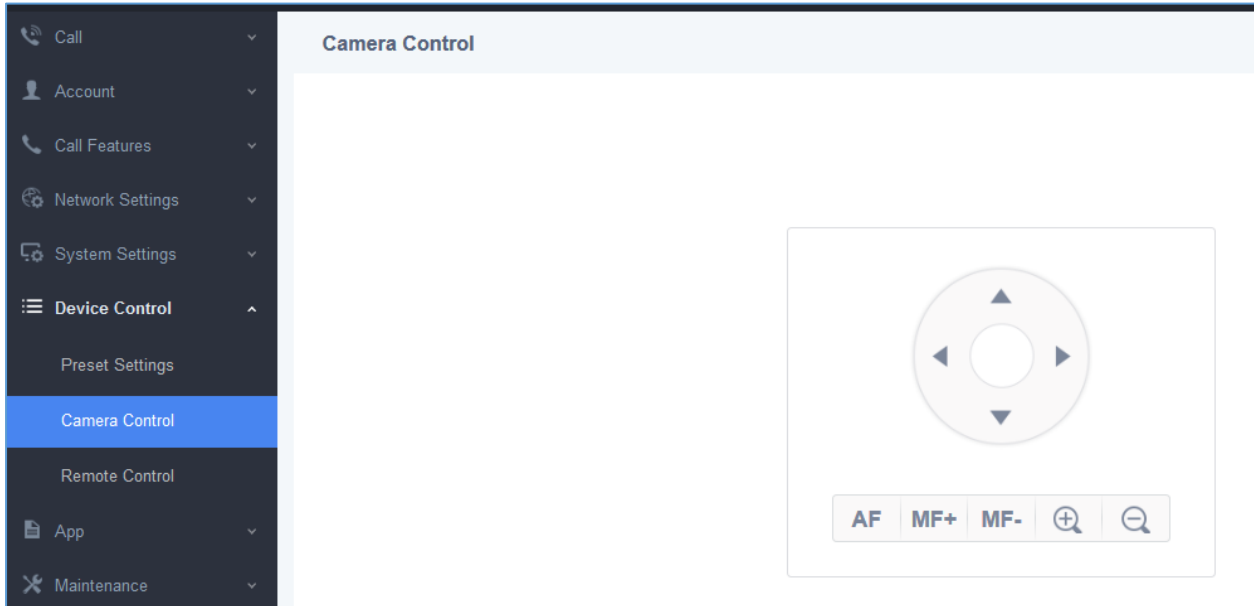 Call
Account
Call Features
Network Settings
System Settings
Device Control
Preset Settings
Camera Control
Remote Control
App
Maintenance
Camera Control
AF MF+ MF-